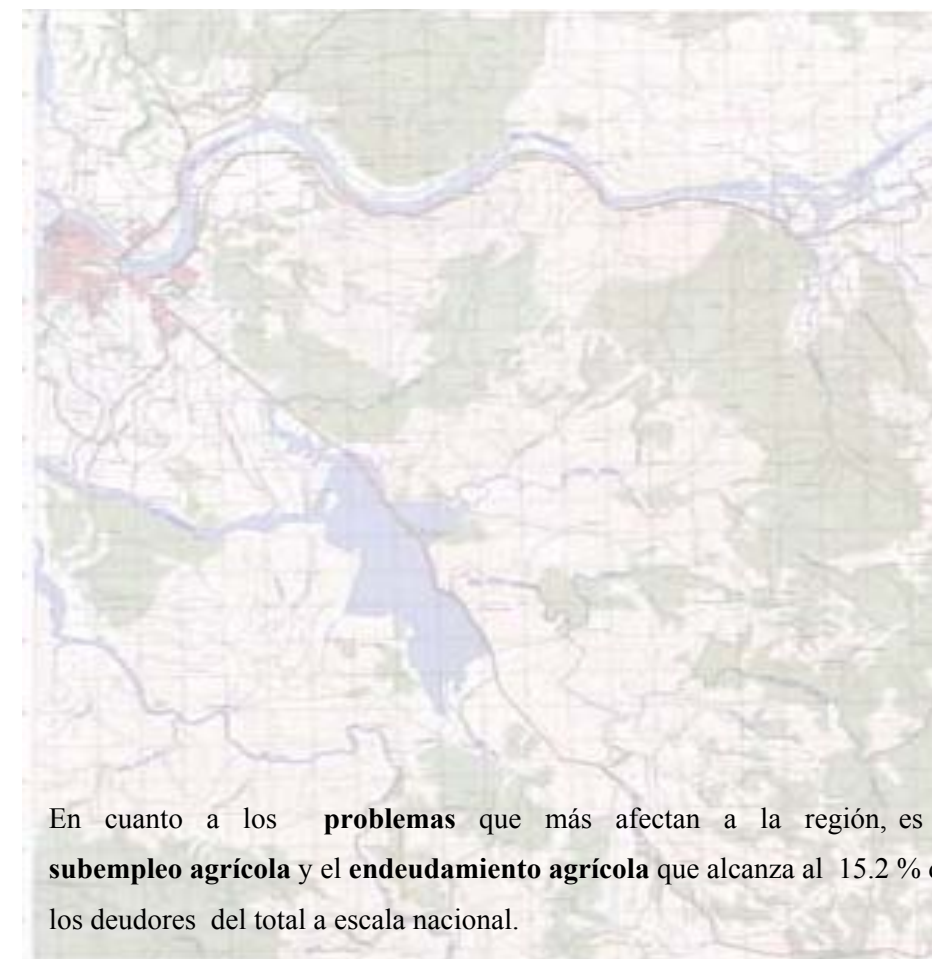 En cuanto a los problemas que más afectan a la región, es
subempleo agrícola y el endeudamiento agrícola que alcanza al 15.2 %
los deudores del total a escala nacional.